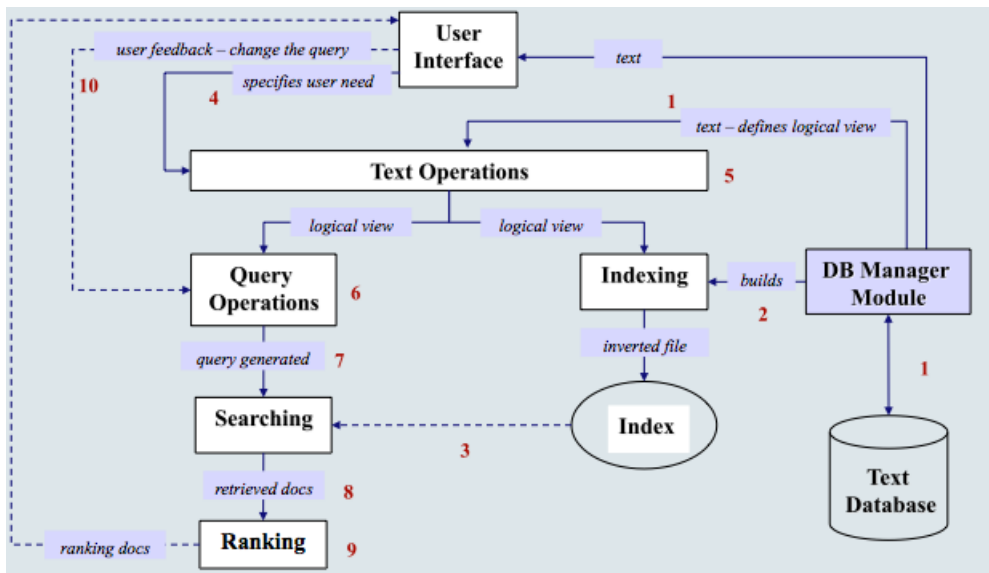 User
Interface
user feedback – change the query
text
10
4
specifies user need
1
text – defines logical view
Text Operations
5
logical view
logical view
Query
Operations
6
Indexing
builds
2
DB Manager
Module
query generated
7
inverted file
1
Searching
3
Index
retrieved docs
8
Text
Database
ranking docs
Ranking
9